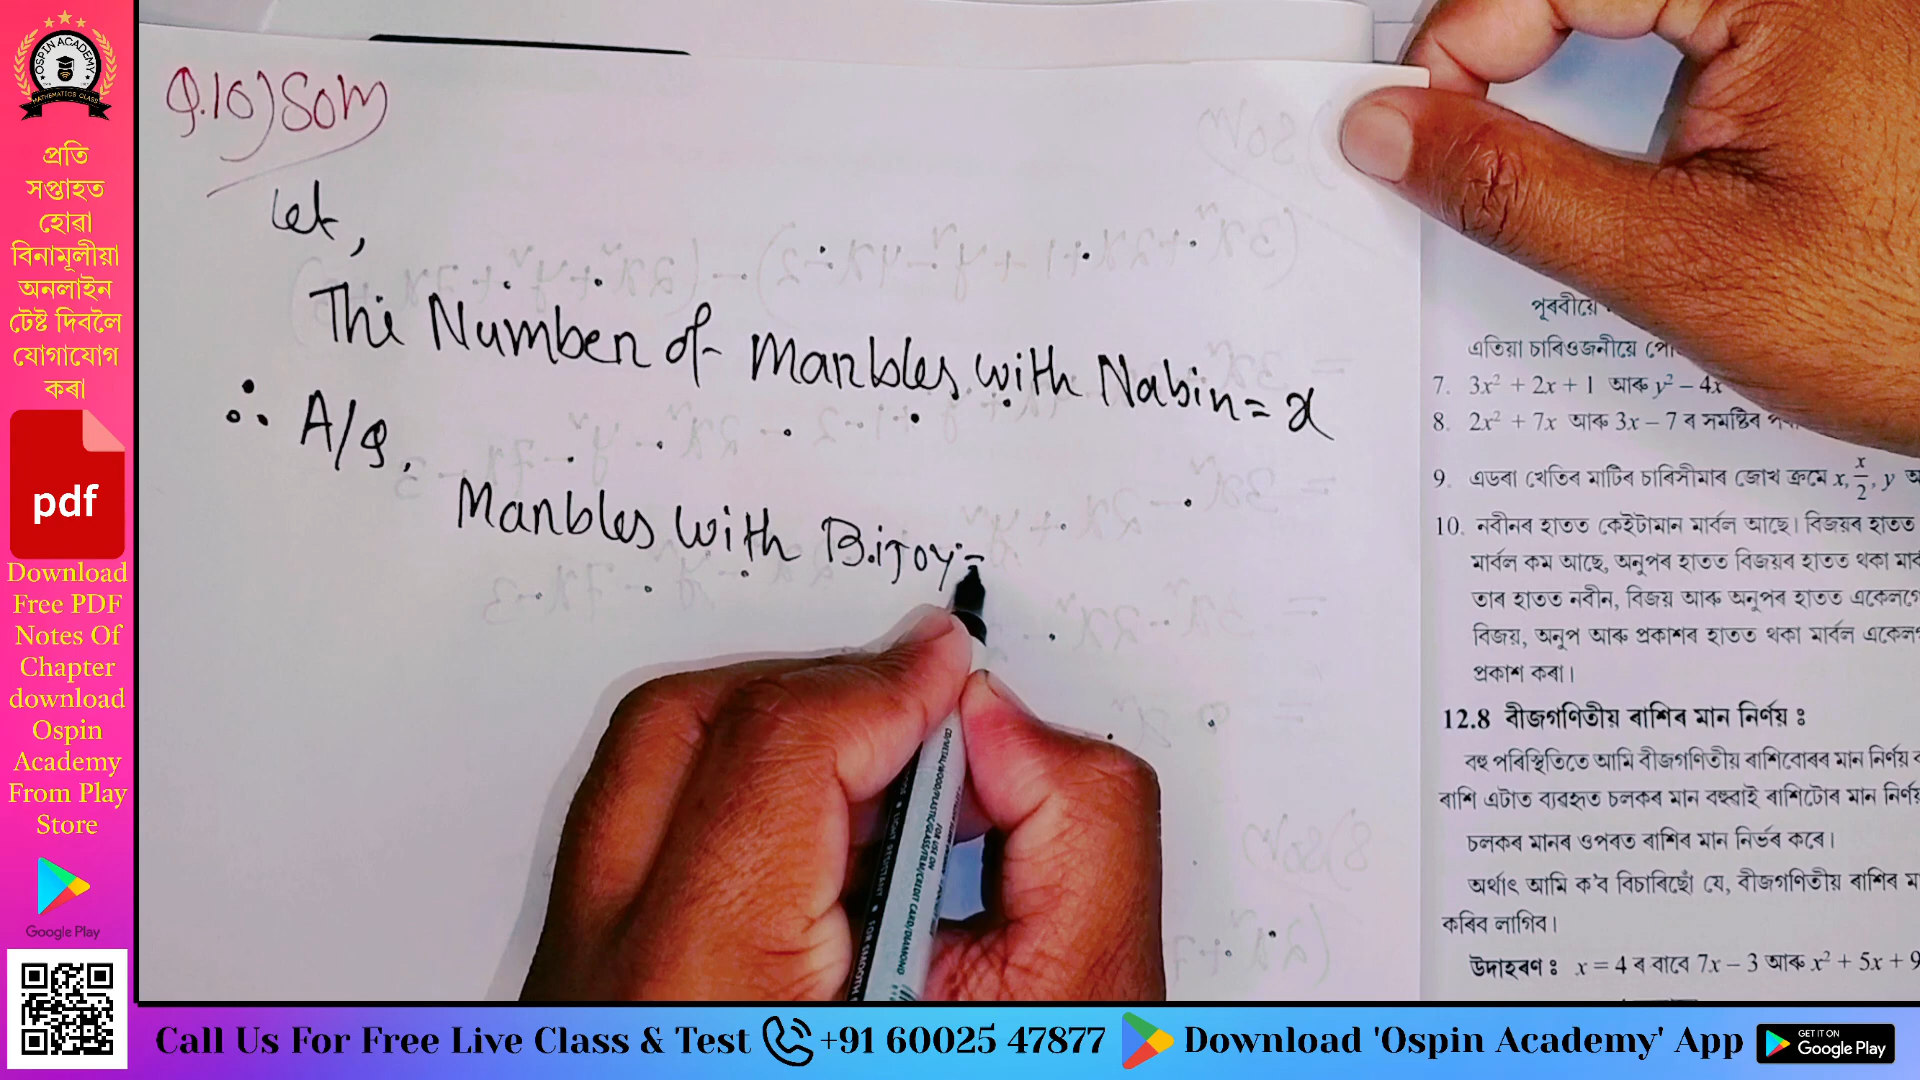 OSPIN ACADEMY
MATHEMATICS CLASS
প্ৰতি
সপ্তাহত
হোৱা
বিনামূলীয়া
অনলাইন
টেষ্ট দিবলৈ
যোগাযোগ
কৰা
pdf
Download
Free PDF
Notes Of
Chapter
download
Ospin
Academy
From Play
Store
Google Play
Q.10) Soln
Let,
The Number of Marbles with Nabin = x
∴ A/Q,
Marbles with Bijoy =
পূৰবীয়ে
এতিয়া চাৰিওজনীয়ে
7. 3x² + 2x + 1 আৰু y² – 4x
8. 2x² + 7x আৰু 3x – 7 ৰ সমষ্টিৰ
9. এডৰা খেতিৰ মাটিৰ চাৰিসীমাৰ জোখ ক্ৰমে x, x/2, y
10. নবীনৰ হাতত কেইটামান মাৰ্বল আছে। বিজয়ৰ হাতত
মাৰ্বল কম আছে, অনুপৰ হাতত বিজয়ৰ হাতত থকা
তাৰ হাতত নবীন, বিজয় আৰু অনুপৰ হাতত
বিজয়, অনুপ আৰু প্ৰকাশৰ হাতত থকা মাৰ্বল
প্ৰকাশ কৰা।
12.8 বীজগণিতীয় ৰাশিৰ মান নিৰ্ণয় ঃ
বহু পৰিস্থিতিতে আমি বীজগণিতীয় ৰাশিবোৰৰ মান নিৰ্ণয়
ৰাশি এটাত ব্যৱহৃত চলকৰ মান বহুৱাই ৰাশিটোৰ মান
চলকৰ মানৰ ওপৰত ৰাশিৰ মান নিৰ্ভৰ কৰে।
অৰ্থাৎ আমি ক'ব বিচাৰিছোঁ যে, বীজগণিতীয় ৰাশিৰ
কৰিব লাগিব।
উদাহৰণ ঃ x = 4 ৰ বাবে 7x – 3 আৰু x² + 5x + 9
Call Us For Free Live Class & Test +91 60025 47877 Download 'Ospin Academy' App GET IT ON Google Play